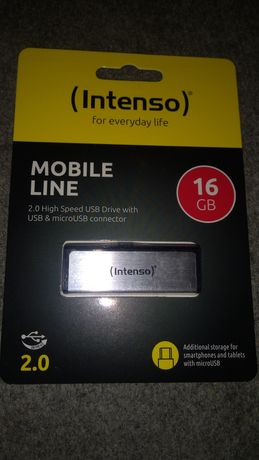 (Intenso)®
for everyday life
MOBILE
LINE
2.0 High Speed USB Drive with
USB & microUSB connector
16
GB
(Intenso)
2.0
Additional storage for
smartphones and tablets
with microUSB